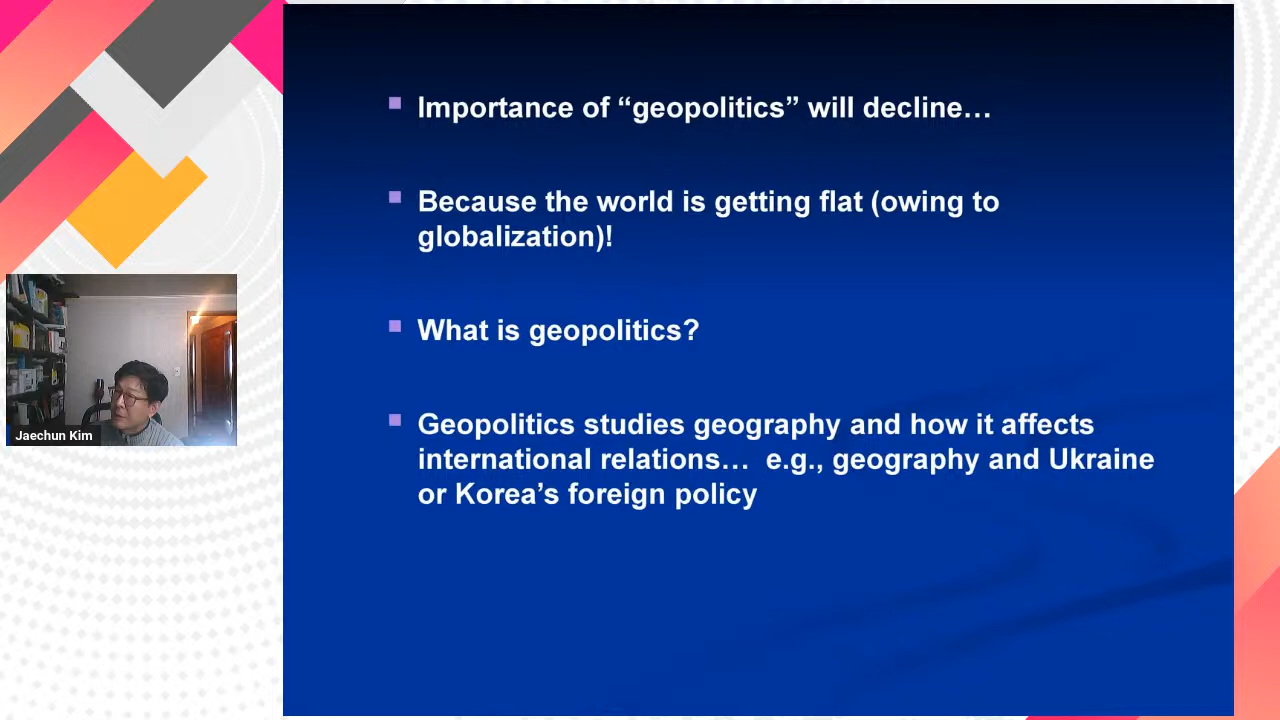 Importance of “geopolitics” will decline…
Because the world is getting flat (owing to
globalization)!
What is geopolitics?
Geopolitics studies geography and how it affects
international relations…  e.g., geography and Ukraine
or Korea’s foreign policy
Jaechun Kim